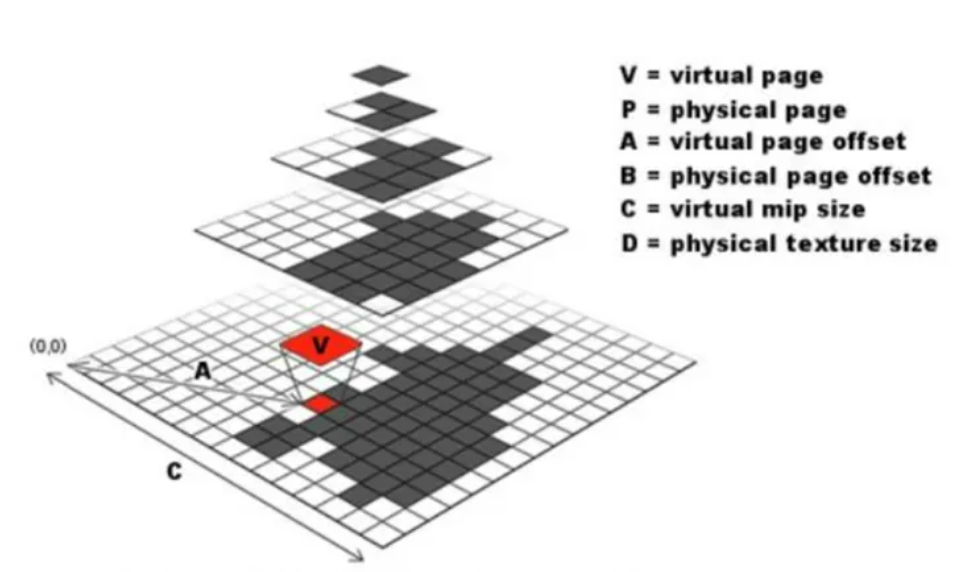 V = virtual page
P = physical page
A = virtual page offset
B = physical page offset
C = virtual mip size
D = physical texture size
(0,0)
V
A
C